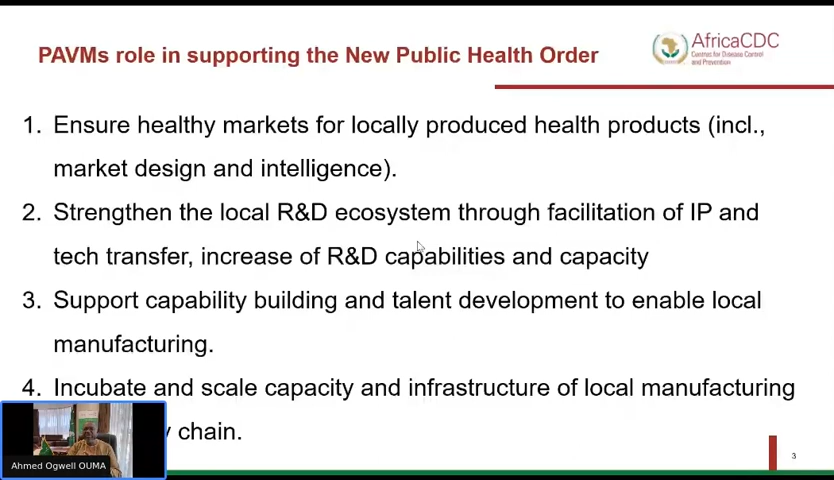 PAVMs role in supporting the New Public Health Order
AfricaCDC
Centres for Disease Control
and Prevention
1. Ensure healthy markets for locally produced health products (incl.,
market design and intelligence).
2. Strengthen the local R&D ecosystem through facilitation of IP and
tech transfer, increase of R&D capabilities and capacity
3. Support capability building and talent development to enable local
manufacturing.
4. Incubate and scale capacity and infrastructure of local manufacturing
chain.
Ahmed Ogwell OUMA
3